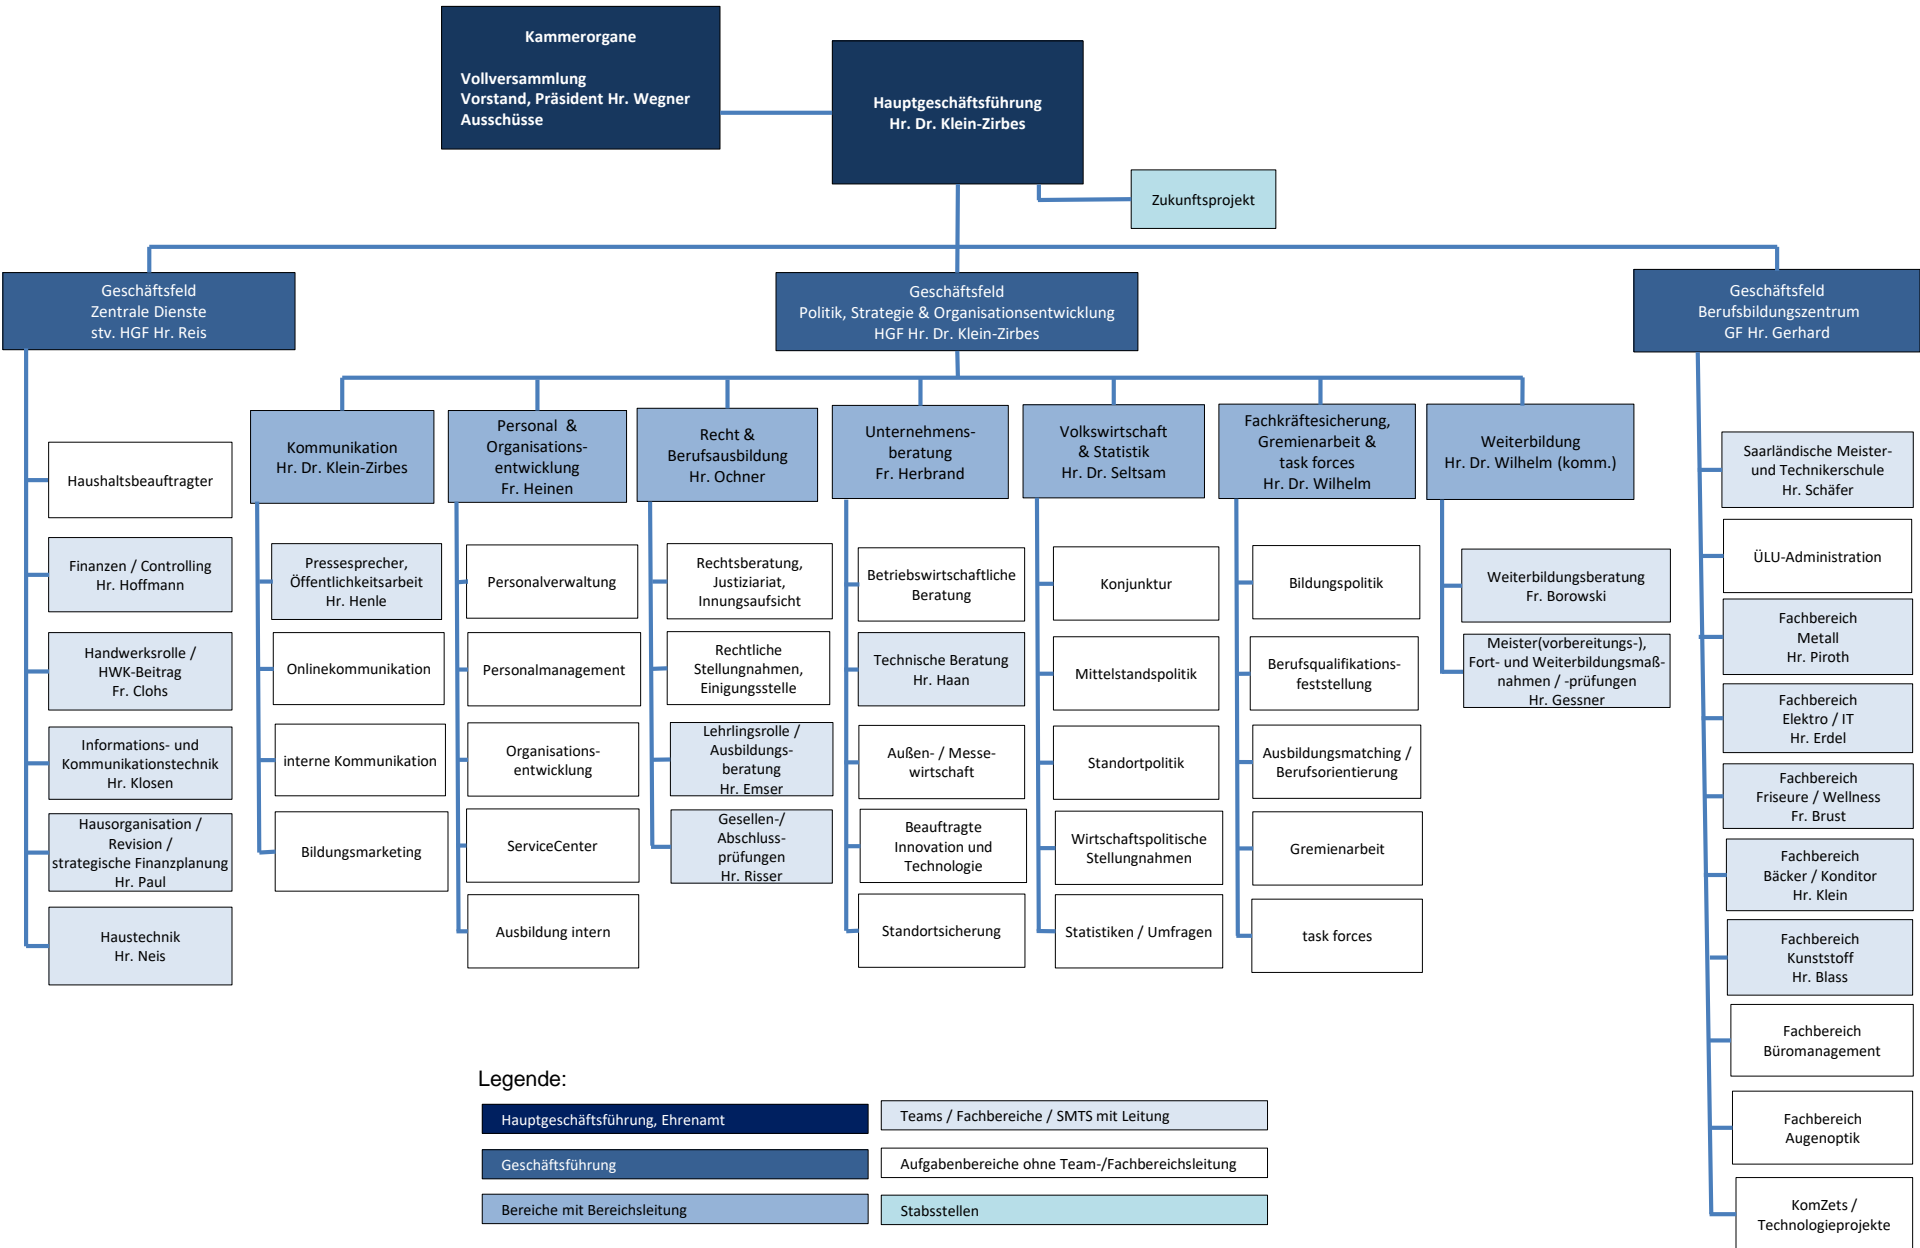 Kammerorgane
Vollversammlung
Vorstand, Präsident Hr. Wegner
Ausschüsse
Hauptgeschäftsführung
Hr. Dr. Klein-Zirbes
Zukunftsprojekt
Geschäftsfeld
Zentrale Dienste
stv. HGF Hr. Reis
Geschäftsfeld
Politik, Strategie & Organisationsentwicklung
HGF Hr. Dr. Klein-Zirbes
Geschäftsfeld
Berufsbildungszentrum
GF Hr. Gerhard
Haushaltsbeauftragter
Finanzen / Controlling
Hr. Hoffmann
Handwerksrolle /
HWK-Beitrag
Fr. Clohs
Informations- und
Kommunikationstechnik
Hr. Klosen
Hausorganisation /
Revision /
strategische Finanzplanung
Hr. Paul
Haustechnik
Hr. Neis
Kommunikation
Hr. Dr. Klein-Zirbes
Pressesprecher,
Öffentlichkeitsarbeit
Hr. Henle
Onlinekommunikation
interne Kommunikation
Bildungsmarketing
Personal &
Organisations-
entwicklung
Fr. Heinen
Personalverwaltung
Personalmanagement
Organisations-
entwicklung
ServiceCenter
Ausbildung intern
Recht &
Berufsausbildung
Hr. Ochner
Rechtsberatung,
Justiziariat,
Innungsaufsicht
Rechtliche
Stellungnahmen,
Einigungsstelle
Lehrlingsrolle /
Ausbildungs-
beratung
Hr. Emser
Gesellen-/
Abschluss-
prüfungen
Hr. Risser
Unternehmens-
beratung
Fr. Herbrand
Betriebswirtschaftliche
Beratung
Technische Beratung
Hr. Haan
Außen- / Messe-
wirtschaft
Beauftragte
Innovation und
Technologie
Standortsicherung
Volkswirtschaft
& Statistik
Hr. Dr. Seltsam
Konjunktur
Mittelstandspolitik
Standortpolitik
Wirtschaftspolitische
Stellungnahmen
Statistiken / Umfragen
Fachkräftesicherung,
Gremienarbeit &
task forces
Hr. Dr. Wilhelm
Bildungspolitik
Berufsqualifikations-
feststellung
Ausbildungsmatching /
Berufsorientierung
Gremienarbeit
task forces
Weiterbildung
Hr. Dr. Wilhelm (komm.)
Weiterbildungsberatung
Fr. Borowski
Meister(vorbereitungs-),
Fort- und Weiterbildungsmaß-
nahmen / -prüfungen
Hr. Gessner
Saarländische Meister-
und Technikerschule
Hr. Schäfer
ÜLU-Administration
Fachbereich
Metall
Hr. Piroth
Fachbereich
Elektro / IT
Hr. Erdel
Fachbereich
Friseure / Wellness
Fr. Brust
Fachbereich
Bäcker / Konditor
Hr. Klein
Fachbereich
Kunststoff
Hr. Blass
Fachbereich
Büromanagement
Fachbereich
Augenoptik
KomZets /
Technologieprojekte
Legende:
Hauptgeschäftsführung, Ehrenamt
Geschäftsführung
Bereiche mit Bereichsleitung
Teams / Fachbereiche / SMTS mit Leitung
Aufgabenbereiche ohne Team-/Fachbereichsleitung
Stabsstellen